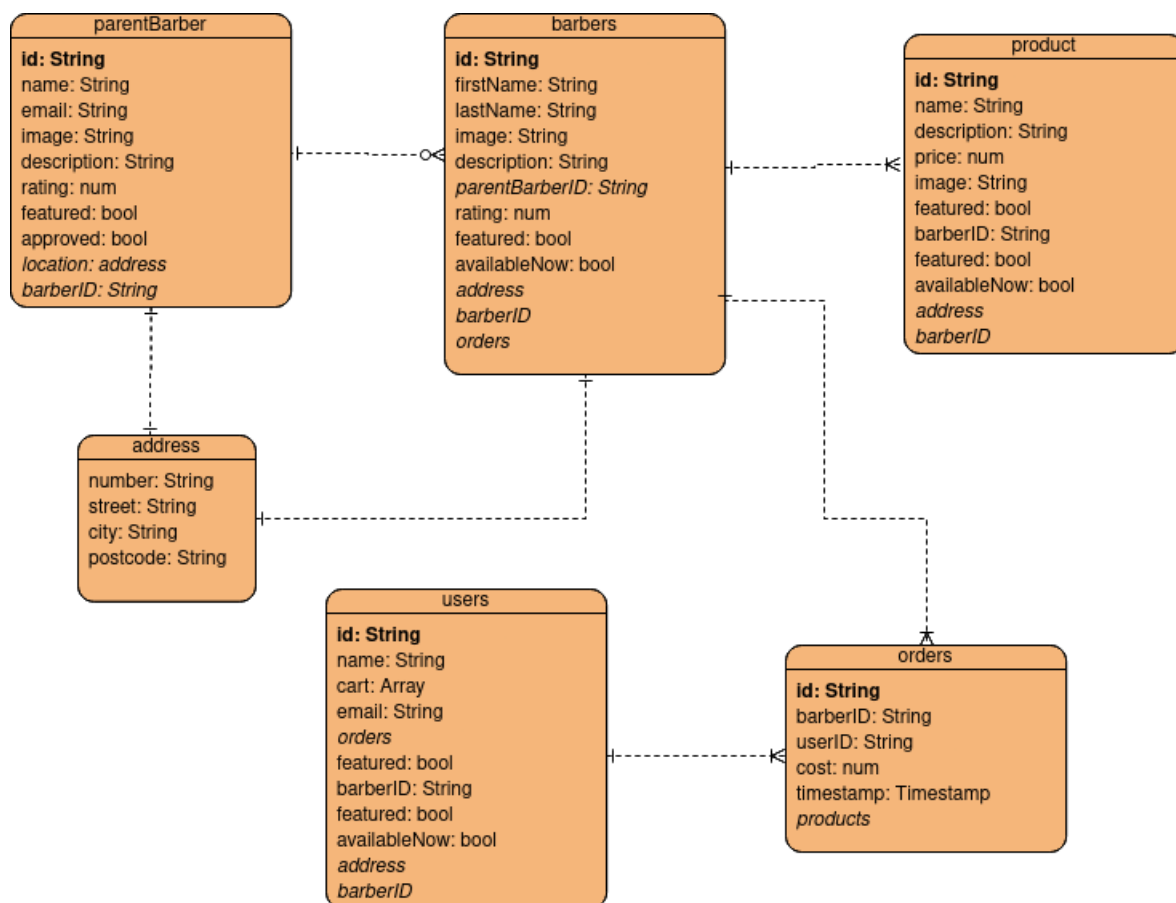 parentBarber
id: String
name: String
email: String
image: String
description: String
rating: num
featured: bool
approved: bool
location: address
barberID: String
barbers
id: String
firstName: String
lastName: String
image: String
description: String
parentBarberID: String
rating: num
featured: bool
availableNow: bool
address
barberID
orders
product
id: String
name: String
description: String
price: num
image: String
featured: bool
barberID: String
featured: bool
availableNow: bool
address
barberID
address
number: String
street: String
city: String
postcode: String
users
id: String
name: String
cart: Array
email: String
orders
featured: bool
barberID: String
featured: bool
availableNow: bool
address
barberID
orders
id: String
barberID: String
userID: String
cost: num
timestamp: Timestamp
products